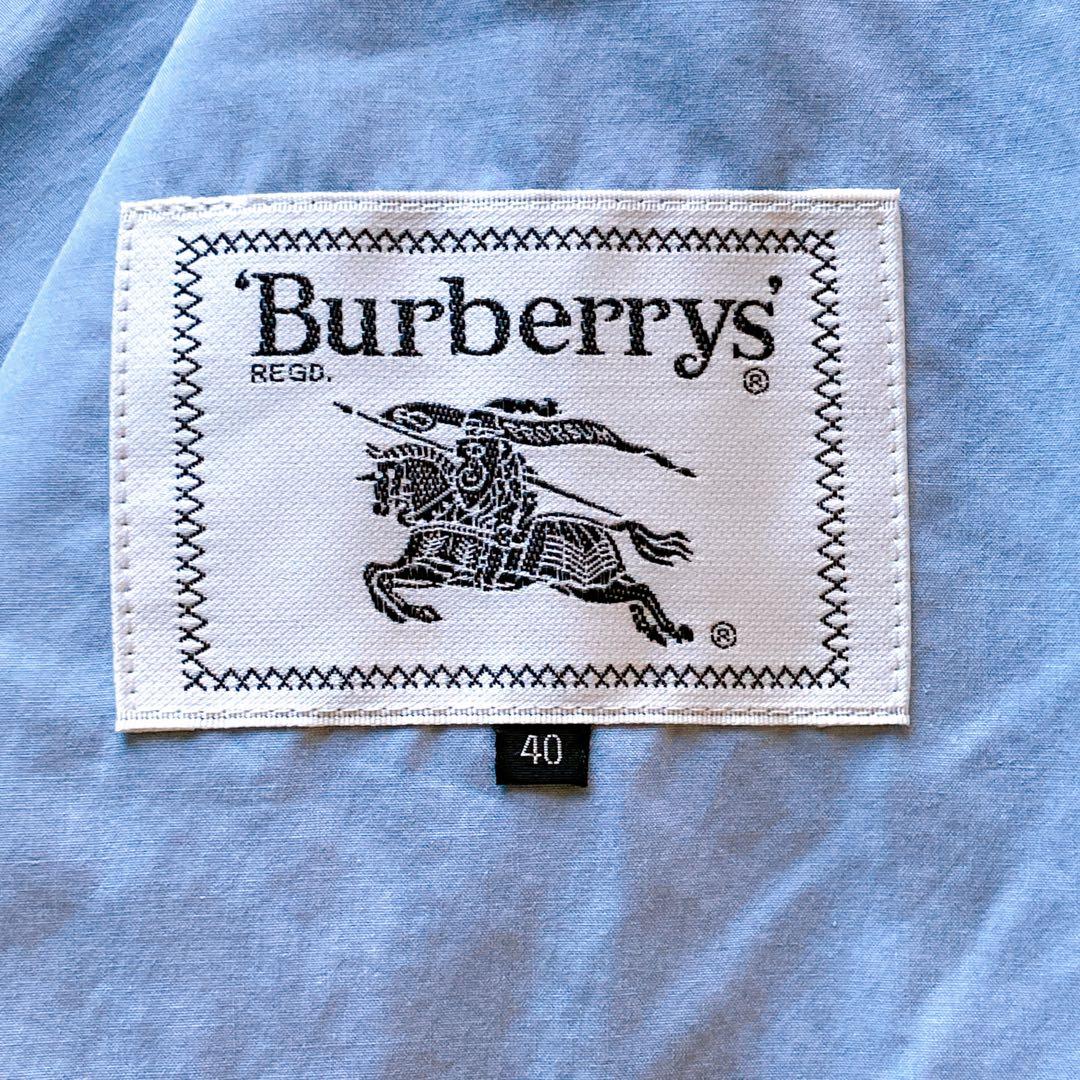 ‘Burberrys’
REGD. ®
®
40